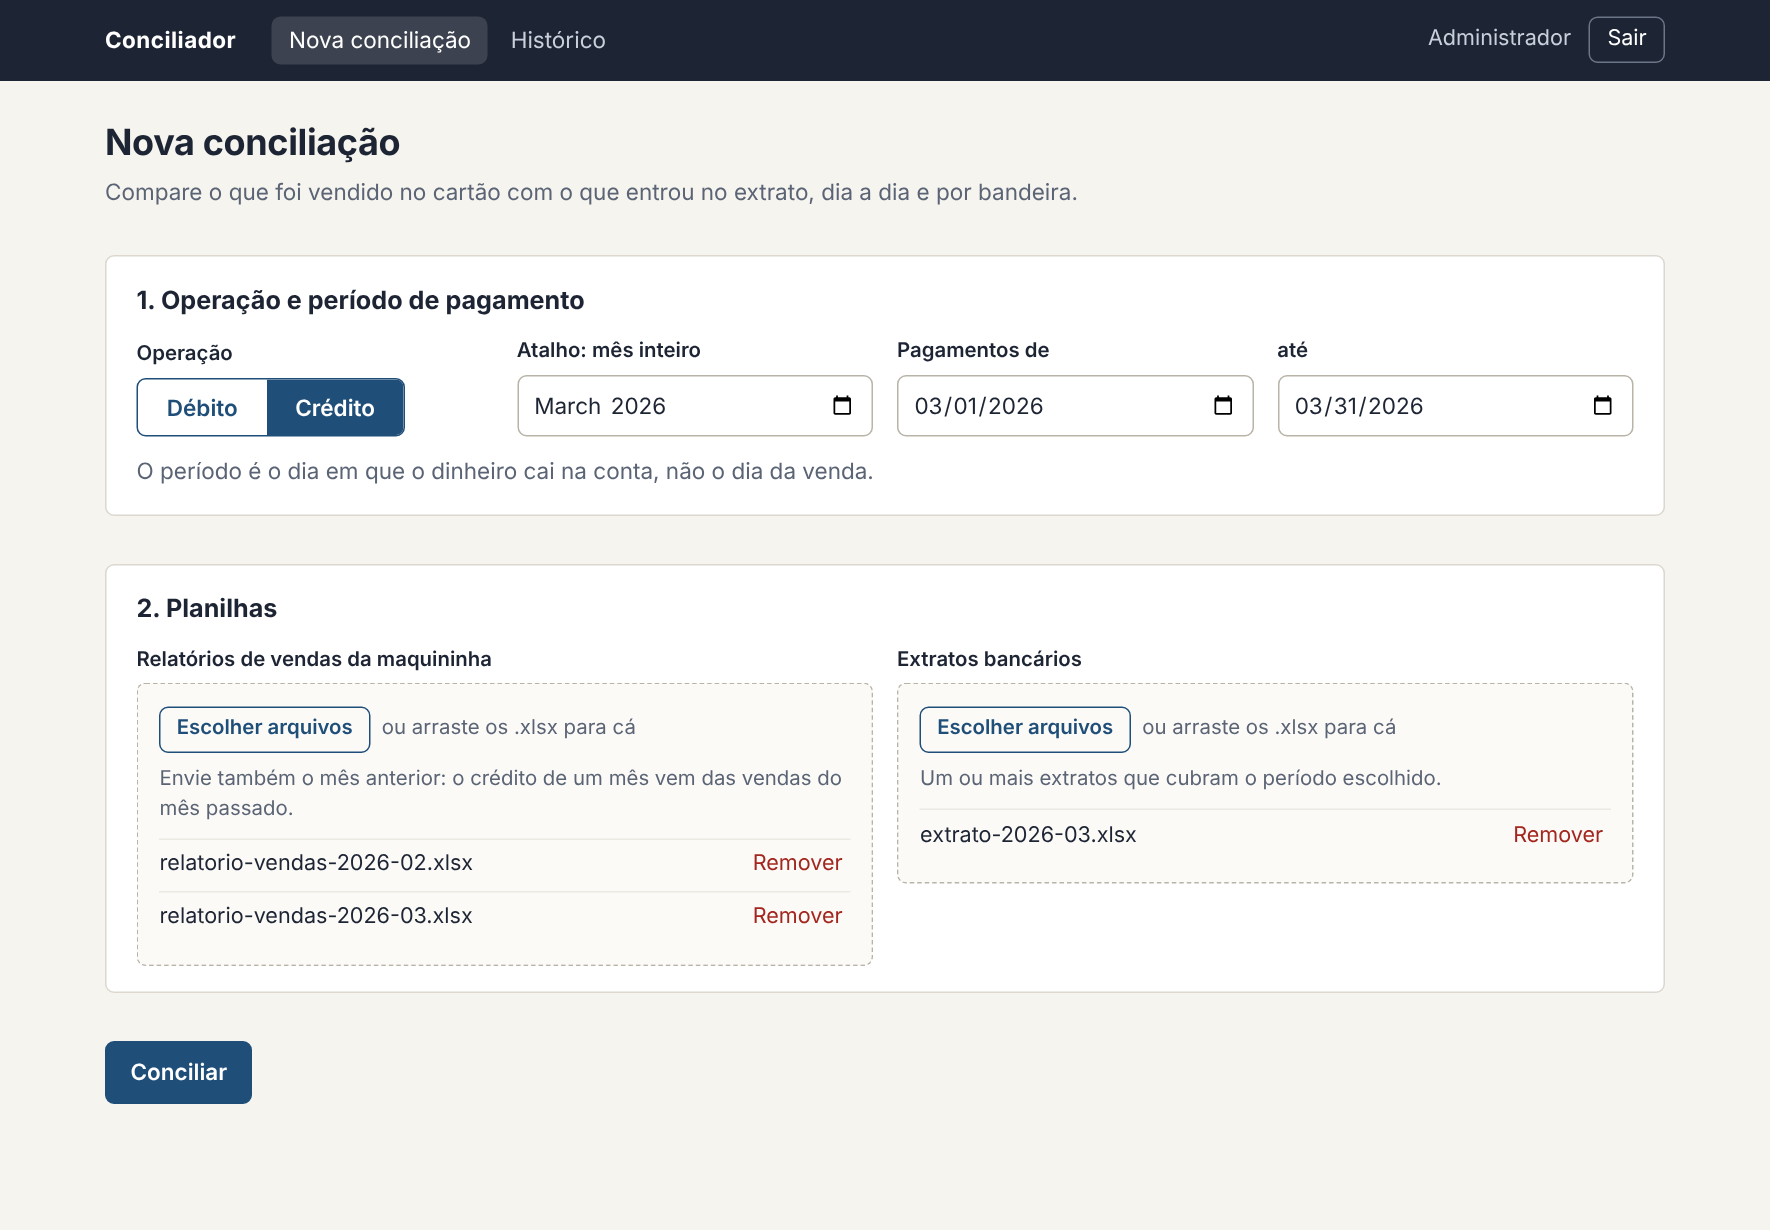 Conciliador
Nova conciliação
Histórico
Administrador
Sair
Nova conciliação
Compare o que foi vendido no cartão com o que entrou no extrato, dia a dia e por bandeira.
1. Operação e período de pagamento
Operação
Débito
Crédito
Atalho: mês inteiro
March 2026
Pagamentos de
03/01/2026
até
03/31/2026
O período é o dia em que o dinheiro cai na conta, não o dia da venda.
2. Planilhas
Relatórios de vendas da maquininha
Escolher arquivos ou arraste os .xlsx para cá
Envie também o mês anterior: o crédito de um mês vem das vendas do
mês passado.
relatorio-vendas-2026-02.xlsx Remover
relatorio-vendas-2026-03.xlsx Remover
Extratos bancários
Escolher arquivos ou arraste os .xlsx para cá
Um ou mais extratos que cubram o período escolhido.
extrato-2026-03.xlsx Remover
Conciliar